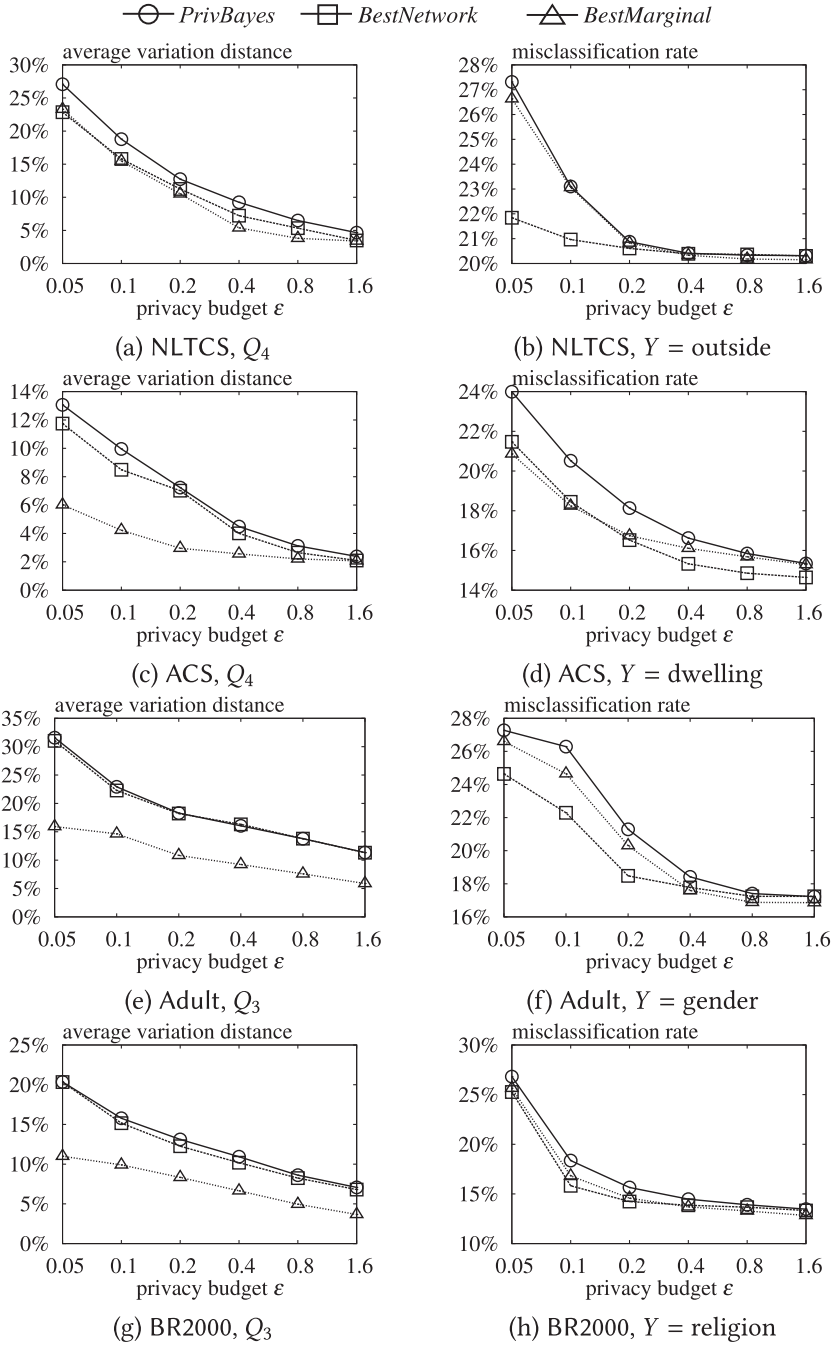 PrivBayes BestNetwork BestMarginal
average variation distance
30%
25%
20%
15%
10%
5%
0%
0.05 0.1 0.2 0.4 0.8 1.6
privacy budget ε
(a) NLTCS, Q4
misclassification rate
28%
27%
26%
25%
24%
23%
22%
21%
20%
0.05 0.1 0.2 0.4 0.8 1.6
privacy budget ε
(b) NLTCS, Y = outside
average variation distance
14%
12%
10%
8%
6%
4%
2%
0%
0.05 0.1 0.2 0.4 0.8 1.6
privacy budget ε
(c) ACS, Q4
misclassification rate
24%
22%
20%
18%
16%
14%
0.05 0.1 0.2 0.4 0.8 1.6
privacy budget ε
(d) ACS, Y = dwelling
average variation distance
35%
30%
25%
20%
15%
10%
5%
0%
0.05 0.1 0.2 0.4 0.8 1.6
privacy budget ε
(e) Adult, Q3
misclassification rate
28%
26%
24%
22%
20%
18%
16%
0.05 0.1 0.2 0.4 0.8 1.6
privacy budget ε
(f) Adult, Y = gender
average variation distance
25%
20%
15%
10%
5%
0%
0.05 0.1 0.2 0.4 0.8 1.6
privacy budget ε
(g) BR2000, Q3
misclassification rate
30%
25%
20%
15%
10%
0.05 0.1 0.2 0.4 0.8 1.6
privacy budget ε
(h) BR2000, Y = religion